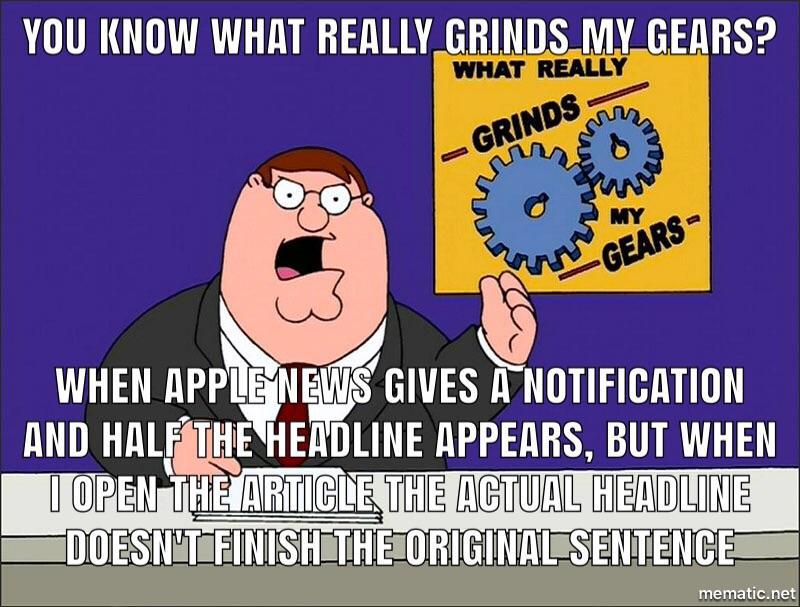 YOU KNOW WHAT REALLY GRINDS MY GEARS?
WHAT REALLY
GRINDS
MY
GEARS
WHEN APPLE NEWS GIVES A NOTIFICATION
AND HALF THE HEADLINE APPEARS, BUT WHEN
I OPEN THE ARTICLE THE ACTUAL HEADLINE
DOESN'T FINISH THE ORIGINAL SENTENCE
mematic.net